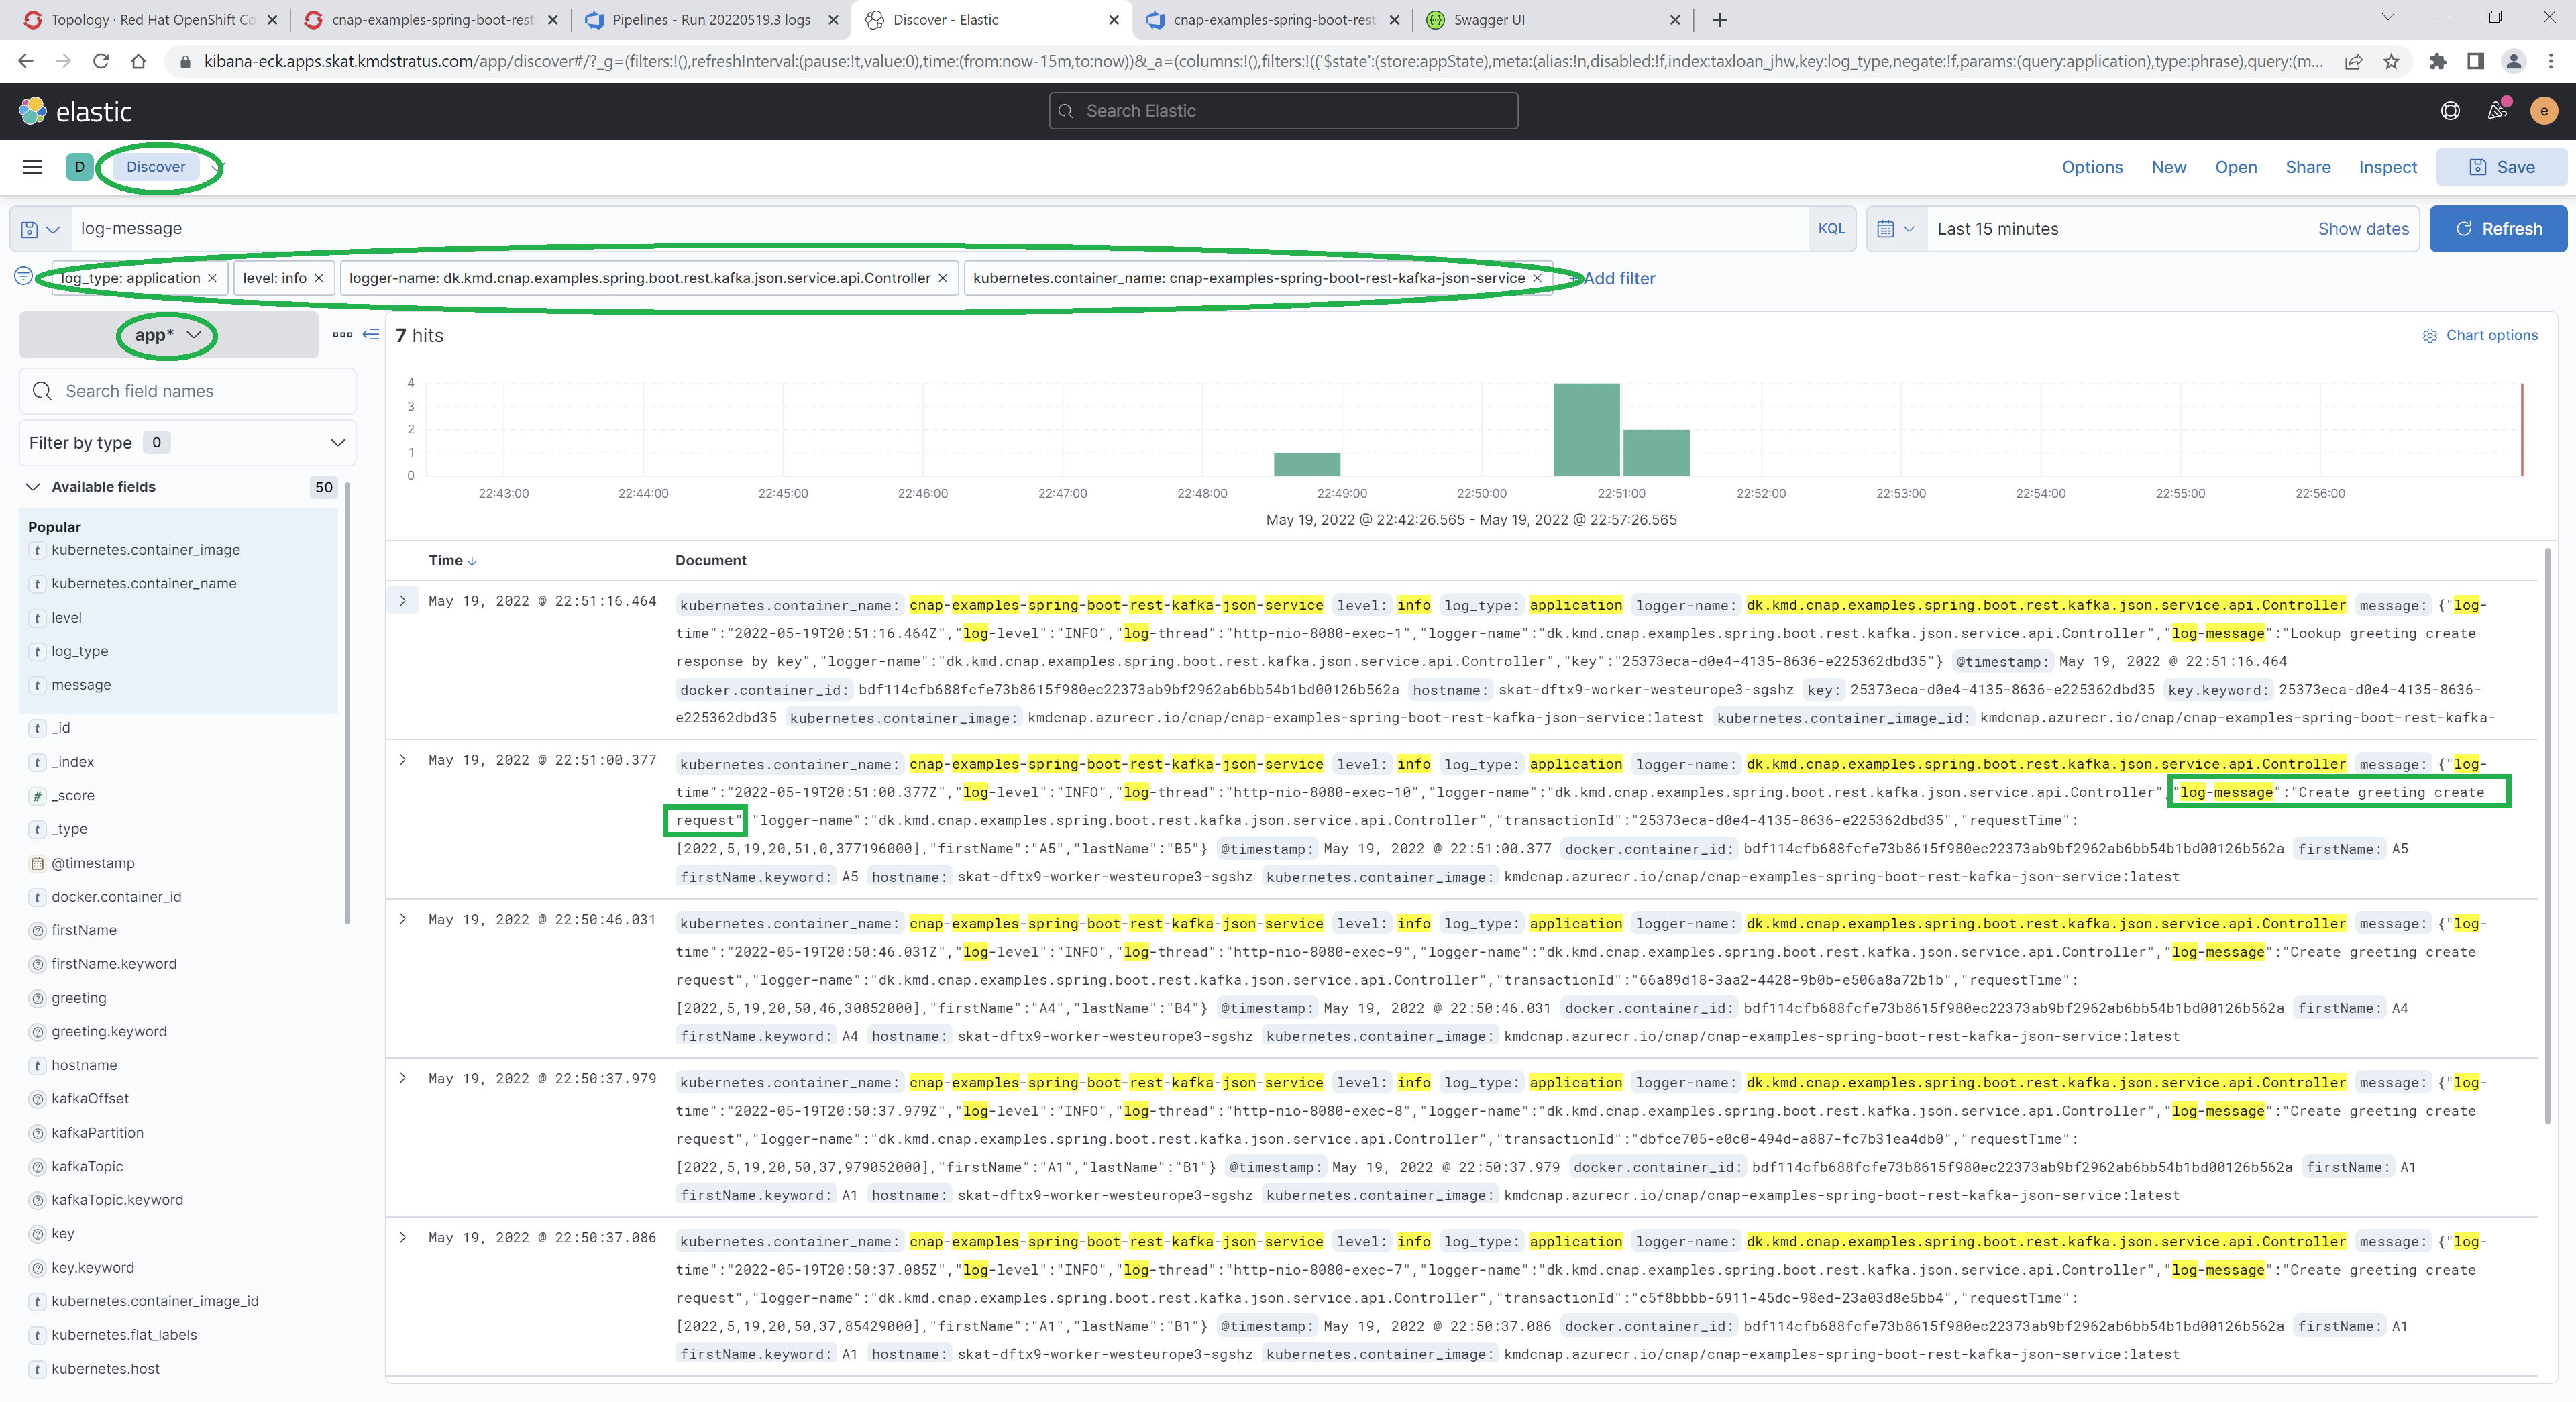 Topology · Red Hat OpenShift Co
cnap-examples-spring-boot-rest
Pipelines - Run 20220519.3 logs
Discover - Elastic
cnap-examples-spring-boot-rest
Swagger UI
kibana-eck.apps.skat.kmdstratus.com/app/discover#/?_g=(filters:!(),refreshInterval:(pause:!t,value:0),time:(from:now-15m,to:now))&_a=(columns:!(),filters:!(('$state':(store:appState),meta:(alias:!n,disabled:!f,index:taxloan_jhw,key:log_type,negate:!f,params:(query:application),type:phrase),query:(m...
elastic
Search Elastic
e
D
Discover
Options New Open Share Inspect Save
log-message
KQL
Last 15 minutes
Show dates
Refresh
log_type: application
level: info
logger-name: dk.kmd.cnap.examples.spring.boot.rest.kafka.json.service.api.Controller
kubernetes.container_name: cnap-examples-spring-boot-rest-kafka-json-service
+ Add filter
app*
7 hits
Chart options
Search field names
Filter by type 0
Available fields 50
Popular
kubernetes.container_image
kubernetes.container_name
level
log_type
message
_id
_index
_score
_type
@timestamp
docker.container_id
firstName
firstName.keyword
greeting
greeting.keyword
hostname
kafkaOffset
kafkaPartition
kafkaTopic
kafkaTopic.keyword
key
key.keyword
kubernetes.container_image_id
kubernetes.flat_labels
kubernetes.host
4
3
2
1
0
22:43:00 22:44:00 22:45:00 22:46:00 22:47:00 22:48:00 22:49:00 22:50:00 22:51:00 22:52:00 22:53:00 22:54:00 22:55:00 22:56:00
May 19, 2022 @ 22:42:26.565 - May 19, 2022 @ 22:57:26.565
Time Document
May 19, 2022 @ 22:51:16.464 kubernetes.container_name: cnap-examples-spring-boot-rest-kafka-json-service level: info log_type: application logger-name: dk.kmd.cnap.examples.spring.boot.rest.kafka.json.service.api.Controller message: {"log-
time":"2022-05-19T20:51:16.464Z","log-level":"INFO","log-thread":"http-nio-8080-exec-1","logger-name":"dk.kmd.cnap.examples.spring.boot.rest.kafka.json.service.api.Controller","log-message":"Lookup greeting create
response by key","logger-name":"dk.kmd.cnap.examples.spring.boot.rest.kafka.json.service.api.Controller","key":"25373eca-d0e4-4135-8636-e225362dbd35"} @timestamp: May 19, 2022 @ 22:51:16.464
docker.container_id: bdf114cfb688fcfe73b8615f980ec22373ab9bf2962ab6bb54b1bd00126b562a hostname: skat-dftx9-worker-westeurope3-sgshz key: 25373eca-d0e4-4135-8636-e225362dbd35 key.keyword: 25373eca-d0e4-4135-8636-
e225362dbd35 kubernetes.container_image: kmdcnap.azurecr.io/cnap/cnap-examples-spring-boot-rest-kafka-json-service:latest kubernetes.container_image_id: kmdcnap.azurecr.io/cnap/cnap-examples-spring-boot-rest-kafka-
May 19, 2022 @ 22:51:00.377 kubernetes.container_name: cnap-examples-spring-boot-rest-kafka-json-service level: info log_type: application logger-name: dk.kmd.cnap.examples.spring.boot.rest.kafka.json.service.api.Controller message: {"log-
time":"2022-05-19T20:51:00.377Z","log-level":"INFO","log-thread":"http-nio-8080-exec-10","logger-name":"dk.kmd.cnap.examples.spring.boot.rest.kafka.json.service.api.Controller","log-message":"Create greeting create
request","logger-name":"dk.kmd.cnap.examples.spring.boot.rest.kafka.json.service.api.Controller","transactionId":"25373eca-d0e4-4135-8636-e225362dbd35","requestTime":
[2022,5,19,20,51,0,377196000],"firstName":"A5","lastName":"B5"} @timestamp: May 19, 2022 @ 22:51:00.377 docker.container_id: bdf114cfb688fcfe73b8615f980ec22373ab9bf2962ab6bb54b1bd00126b562a firstName: A5
firstName.keyword: A5 hostname: skat-dftx9-worker-westeurope3-sgshz kubernetes.container_image: kmdcnap.azurecr.io/cnap/cnap-examples-spring-boot-rest-kafka-json-service:latest
May 19, 2022 @ 22:50:46.031 kubernetes.container_name: cnap-examples-spring-boot-rest-kafka-json-service level: info log_type: application logger-name: dk.kmd.cnap.examples.spring.boot.rest.kafka.json.service.api.Controller message: {"log-
time":"2022-05-19T20:50:46.031Z","log-level":"INFO","log-thread":"http-nio-8080-exec-9","logger-name":"dk.kmd.cnap.examples.spring.boot.rest.kafka.json.service.api.Controller","log-message":"Create greeting create
request","logger-name":"dk.kmd.cnap.examples.spring.boot.rest.kafka.json.service.api.Controller","transactionId":"66a89d18-3aa2-4428-9b0b-e506a8a72b1b","requestTime":
[2022,5,19,20,50,46,30852000],"firstName":"A4","lastName":"B4"} @timestamp: May 19, 2022 @ 22:50:46.031 docker.container_id: bdf114cfb688fcfe73b8615f980ec22373ab9bf2962ab6bb54b1bd00126b562a firstName: A4
firstName.keyword: A4 hostname: skat-dftx9-worker-westeurope3-sgshz kubernetes.container_image: kmdcnap.azurecr.io/cnap/cnap-examples-spring-boot-rest-kafka-json-service:latest
May 19, 2022 @ 22:50:37.979 kubernetes.container_name: cnap-examples-spring-boot-rest-kafka-json-service level: info log_type: application logger-name: dk.kmd.cnap.examples.spring.boot.rest.kafka.json.service.api.Controller message: {"log-
time":"2022-05-19T20:50:37.979Z","log-level":"INFO","log-thread":"http-nio-8080-exec-8","logger-name":"dk.kmd.cnap.examples.spring.boot.rest.kafka.json.service.api.Controller","log-message":"Create greeting create
request","logger-name":"dk.kmd.cnap.examples.spring.boot.rest.kafka.json.service.api.Controller","transactionId":"dbfce705-e0c0-494d-a887-fc7b31ea4db0","requestTime":
[2022,5,19,20,50,37,979052000],"firstName":"A1","lastName":"B1"} @timestamp: May 19, 2022 @ 22:50:37.979 docker.container_id: bdf114cfb688fcfe73b8615f980ec22373ab9bf2962ab6bb54b1bd00126b562a firstName: A1
firstName.keyword: A1 hostname: skat-dftx9-worker-westeurope3-sgshz kubernetes.container_image: kmdcnap.azurecr.io/cnap/cnap-examples-spring-boot-rest-kafka-json-service:latest
May 19, 2022 @ 22:50:37.086 kubernetes.container_name: cnap-examples-spring-boot-rest-kafka-json-service level: info log_type: application logger-name: dk.kmd.cnap.examples.spring.boot.rest.kafka.json.service.api.Controller message: {"log-
time":"2022-05-19T20:50:37.085Z","log-level":"INFO","log-thread":"http-nio-8080-exec-7","logger-name":"dk.kmd.cnap.examples.spring.boot.rest.kafka.json.service.api.Controller","log-message":"Create greeting create
request","logger-name":"dk.kmd.cnap.examples.spring.boot.rest.kafka.json.service.api.Controller","transactionId":"c5f8bbbb-6911-45dc-98ed-23a03d8e5bb4","requestTime":
[2022,5,19,20,50,37,85429000],"firstName":"A1","lastName":"B1"} @timestamp: May 19, 2022 @ 22:50:37.086 docker.container_id: bdf114cfb688fcfe73b8615f980ec22373ab9bf2962ab6bb54b1bd00126b562a firstName: A1
firstName.keyword: A1 hostname: skat-dftx9-worker-westeurope3-sgshz kubernetes.container_image: kmdcnap.azurecr.io/cnap/cnap-examples-spring-boot-rest-kafka-json-service:latest